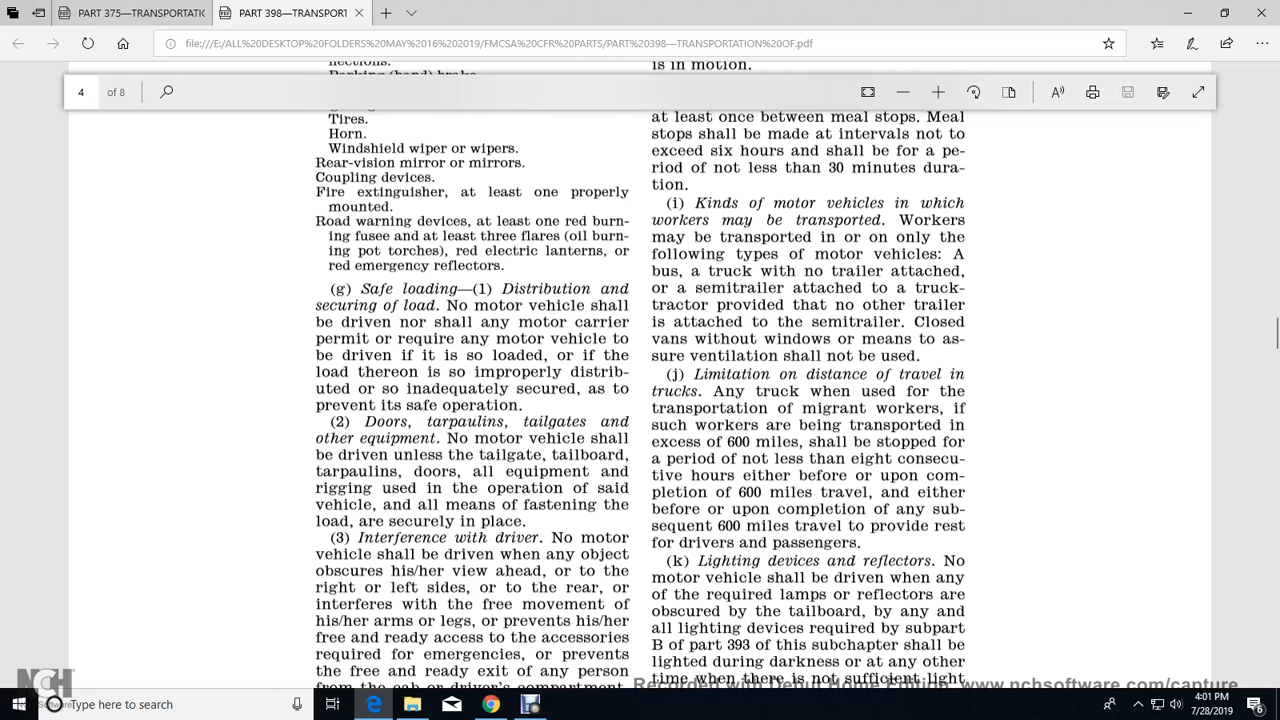 PART 375—TRANSPORTATIC
PART 398—TRANSPORT
file:///E:/ALL%20DESKTOP%20FOLDERS%20MAY%2016%202019/FMCSA%20CFR%20PARTS/PART%20398—TRANSPORTATION%20OF.pdf
4 of 8
nections.
Parking (hand) brake.
Tires.
Horn.
Windshield wiper or wipers.
Rear-vision mirror or mirrors.
Coupling devices.
Fire extinguisher, at least one properly
mounted.
Road warning devices, at least one red burn-
ing fusee and at least three flares (oil burn-
ing pot torches), red electric lanterns, or
red emergency reflectors.
(g) Safe loading—(1) Distribution and
securing of load. No motor vehicle shall
be driven nor shall any motor carrier
permit or require any motor vehicle to
be driven if it is so loaded, or if the
load thereon is so improperly distrib-
uted or so inadequately secured, as to
prevent its safe operation.
(2) Doors, tarpaulins, tailgates and
other equipment. No motor vehicle shall
be driven unless the tailgate, tailboard,
tarpaulins, doors, all equipment and
rigging used in the operation of said
vehicle, and all means of fastening the
load, are securely in place.
(3) Interference with driver. No motor
vehicle shall be driven when any object
obscures his/her view ahead, or to the
right or left sides, or to the rear, or
interferes with the free movement of
his/her arms or legs, or prevents his/her
free and ready access to the accessories
required for emergencies, or prevents
the free and ready exit of any person
from the cab or driver's compartment.
is in motion.
at least once between meal stops. Meal
stops shall be made at intervals not to
exceed six hours and shall be for a pe-
riod of not less than 30 minutes dura-
tion.
(i) Kinds of motor vehicles in which
workers may be transported. Workers
may be transported in or on only the
following types of motor vehicles: A
bus, a truck with no trailer attached,
or a semitrailer attached to a truck-
tractor provided that no other trailer
is attached to the semitrailer. Closed
vans without windows or means to as-
sure ventilation shall not be used.
(j) Limitation on distance of travel in
trucks. Any truck when used for the
transportation of migrant workers, if
such workers are being transported in
excess of 600 miles, shall be stopped for
a period of not less than eight consecu-
tive hours either before or upon com-
pletion of 600 miles travel, and either
before or upon completion of any sub-
sequent 600 miles travel to provide rest
for drivers and passengers.
(k) Lighting devices and reflectors. No
motor vehicle shall be driven when any
of the required lamps or reflectors are
obscured by the tailboard, by any and
all lighting devices required by subpart
B of part 393 of this subchapter shall be
lighted during darkness or at any other
time when there is not sufficient light
NCH
Recorded with Debut Home Edition www.nchsoftware.com/capture
Type here to search
4:01 PM
7/28/2019
6